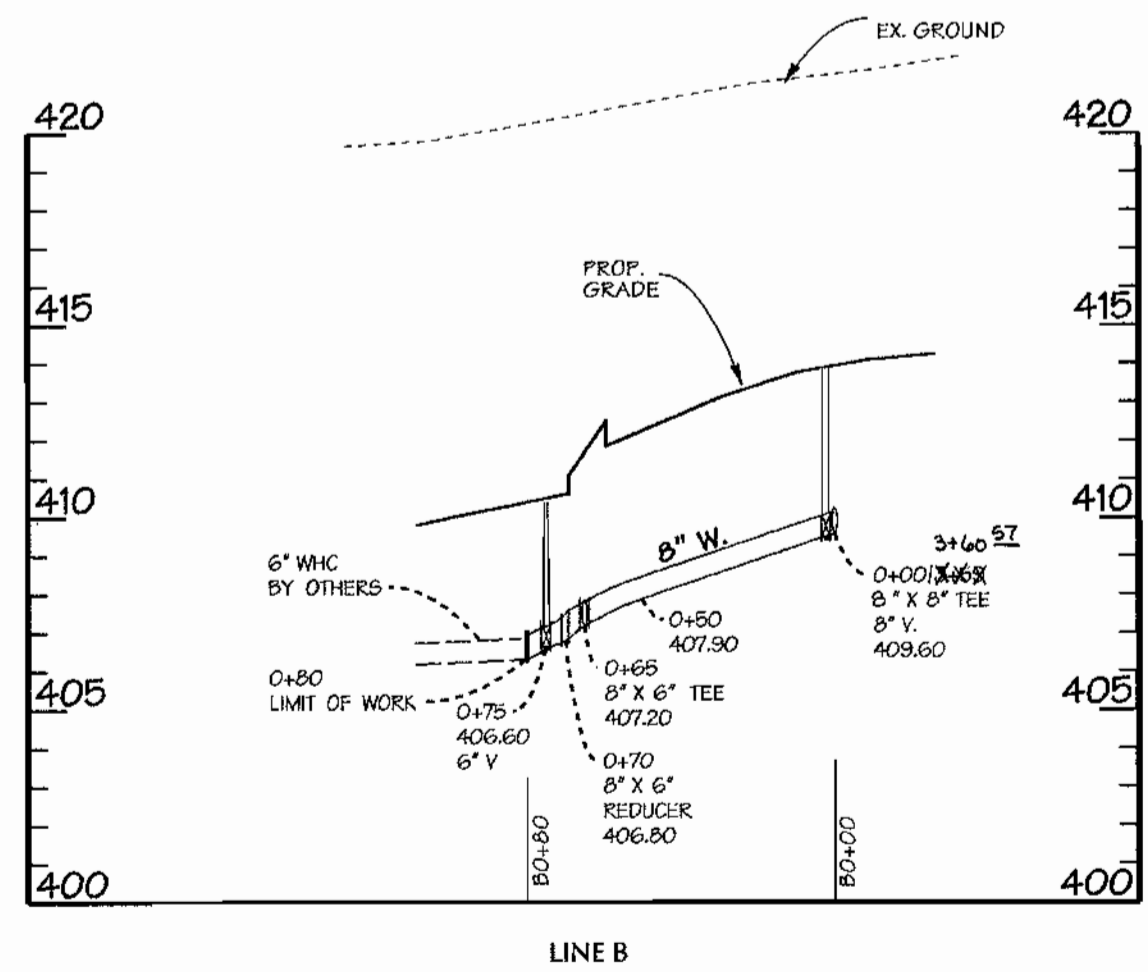 EX. GROUND
420
420
PROP.
GRADE
415
415
410
410
8" W.
3+60 57
6" WHC
BY OTHERS
0+00/
8" X 8" TEE
8" V.
409.60
0+50
407.90
0+80
LIMIT OF WORK
0+65
8" X 6" TEE
407.20
405
405
0+75
406.60
6" V
0+70
8" X 6"
REDUCER
406.80
B0+80
B0+00
400
400
LINE B